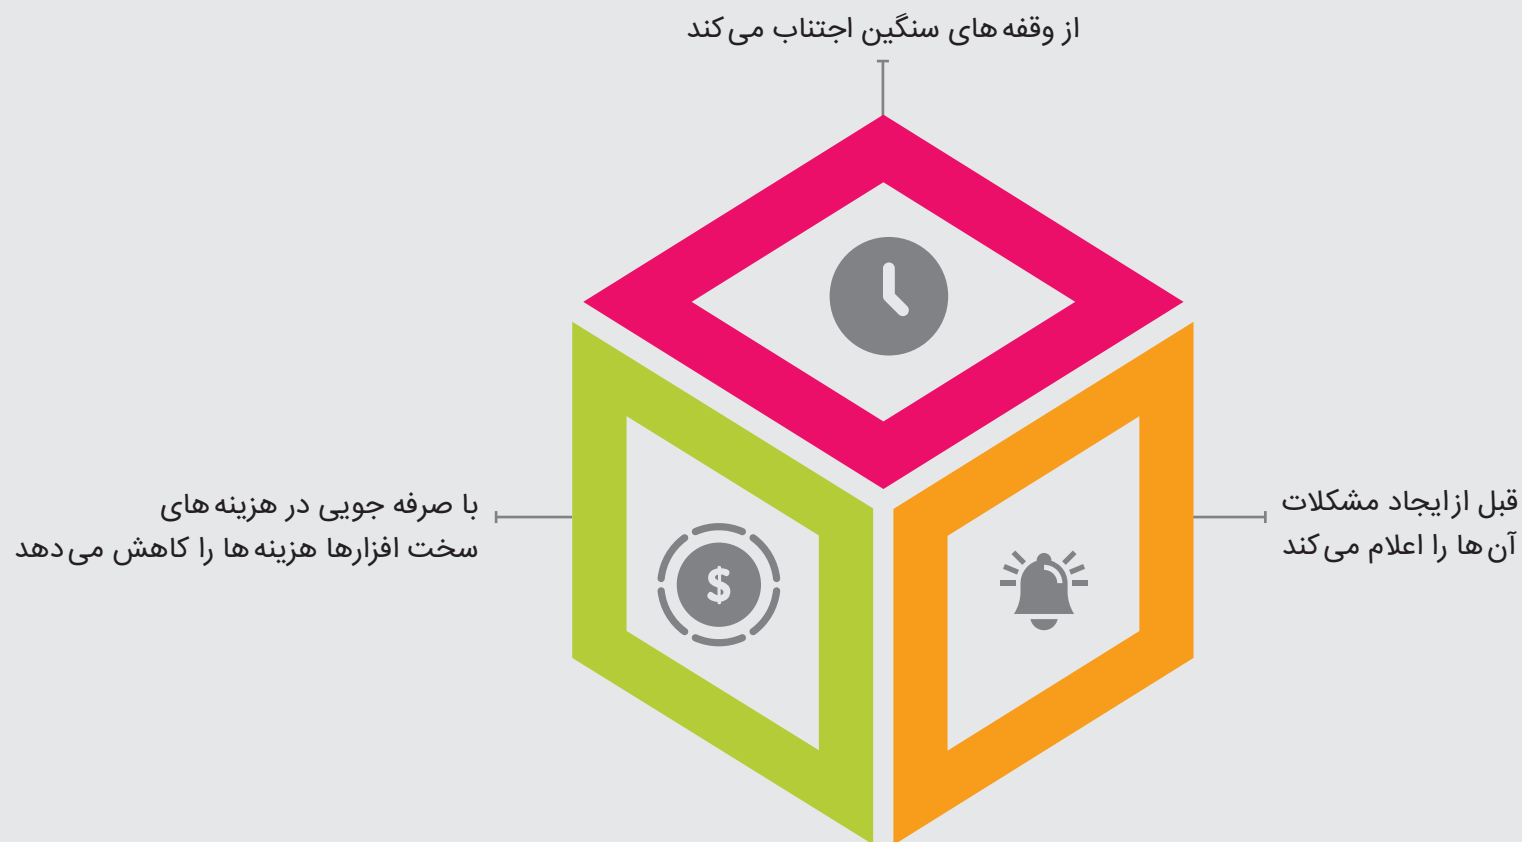 از وقفه های سنگین اجتناب می کند
قبل از ایجاد مشکلات
آن ها را اعلام می کند
با صرفه جویی در هزینه های
سخت افزارها هزینه ها را کاهش می دهد
$